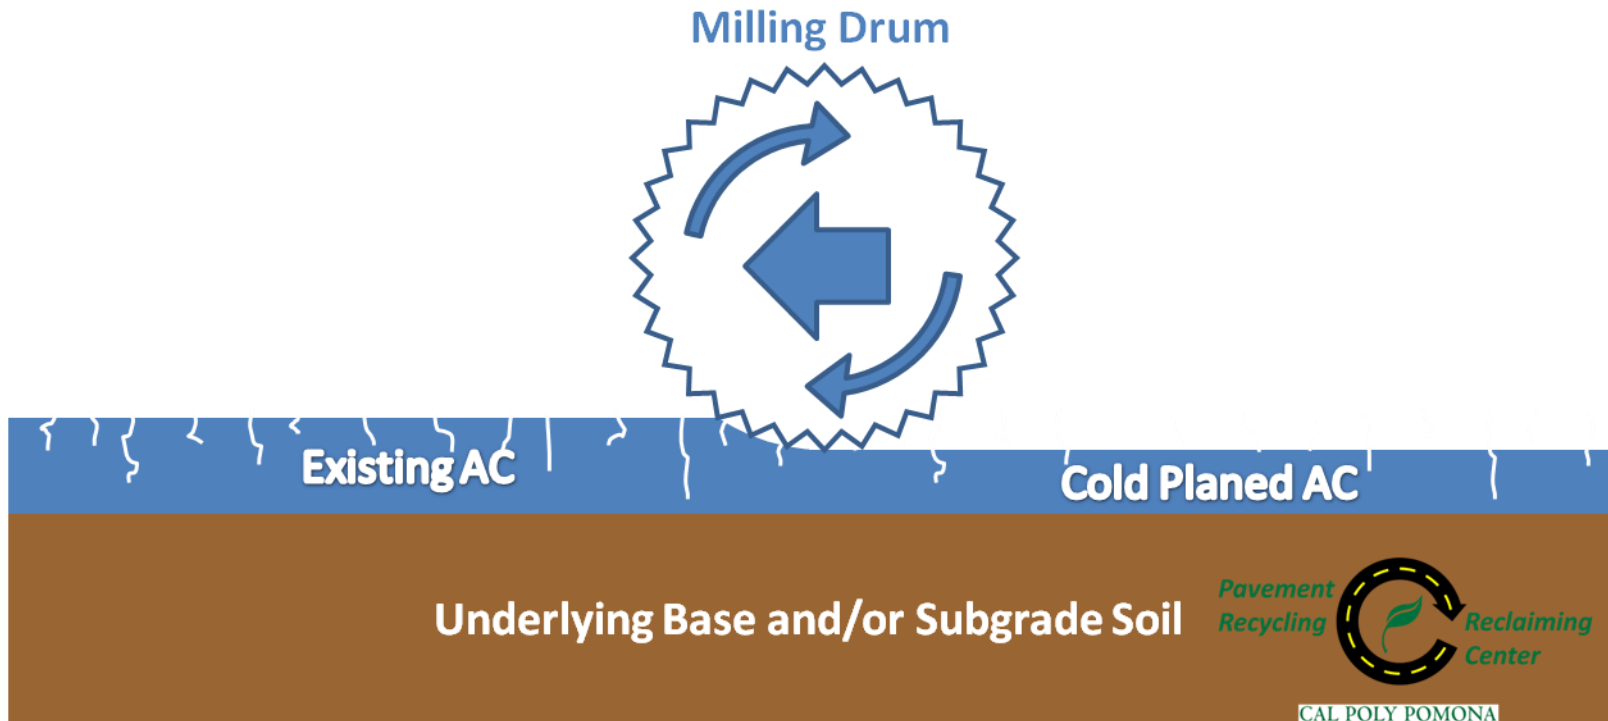 Milling Drum
Existing AC
Cold Planed AC
Underlying Base and/or Subgrade Soil
Pavement
Recycling
Reclaiming
Center
CAL POLY POMONA